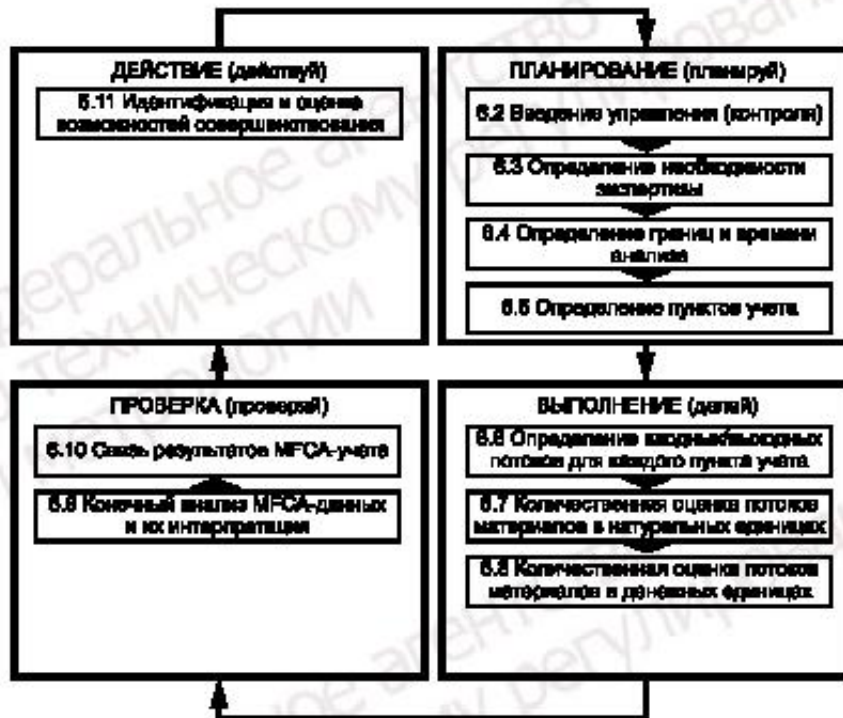 ДЕЙСТВИЕ (действуй)
6.11 Идентификация и оценка
возможностей совершенствования
ПЛАНИРОВАНИЕ (планируй)
6.2 Введение управления (контроля)
6.3 Определение необходимости
экспертизы
6.4 Определение границ и времени
анализа
6.5 Определение пунктов учета
ПРОВЕРКА (проверяй)
6.10 Связь результатов MFCA-учета
6.9 Конечный анализ MFCA-данных
и их интерпретация
ВЫПОЛНЕНИЕ (делай)
6.6 Определение входных/выходных
потоков для каждого пункта учета
6.7 Количественная оценка потоков
материалов в натуральных единицах
6.8 Количественная оценка потоков
материалов в денежных единицах